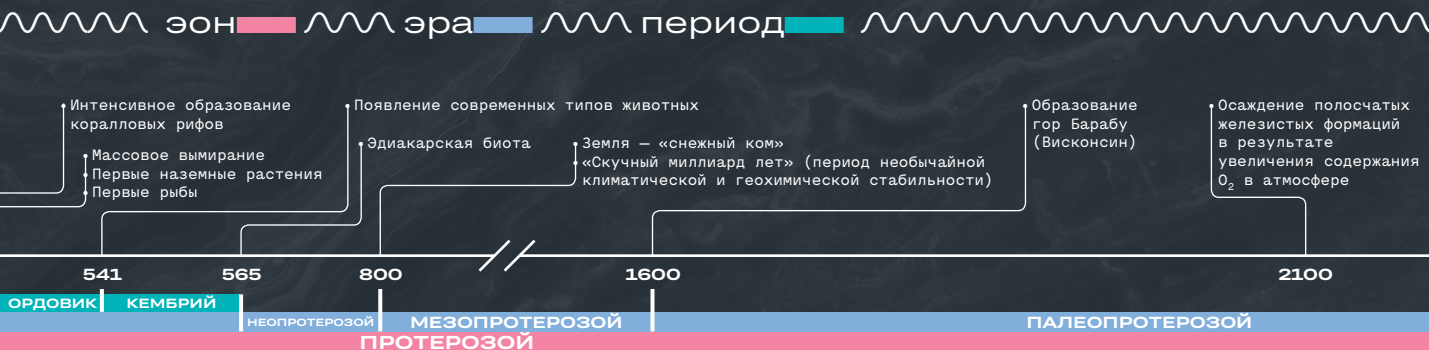 эон эра период
Интенсивное образование
коралловых рифов
Массовое вымирание
Первые наземные растения
Первые рыбы
Появление современных типов животных
Эдиакарская биота
Земля — «снежный ком»
«Скучный миллиард лет» (период необычайной
климатической и геохимической стабильности)
Образование
гор Барабу
(Висконсин)
Осаждение полосчатых
железистых формаций
в результате
увеличения содержания
O₂ в атмосфере
541 565 800 1600 2100
ОРДОВИК КЕМБРИЙ
НЕОПРОТЕРОЗОЙ МЕЗОПРОТЕРОЗОЙ ПАЛЕОПРОТЕРОЗОЙ
ПРОТЕРОЗОЙ